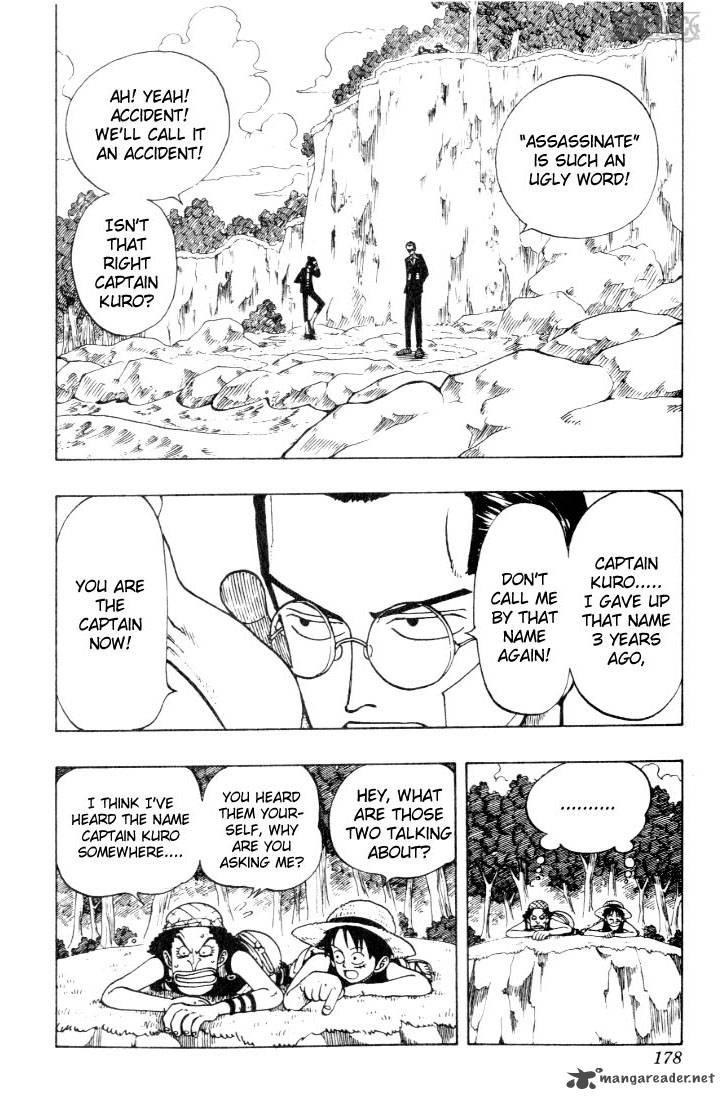 "ASSASSINATE"
IS SUCH AN
UGLY WORD!
AH! YEAH!
ACCIDENT!
WE'LL CALL IT
AN ACCIDENT!
ISN'T
THAT
RIGHT
CAPTAIN
KURO?
CAPTAIN
KURO.....
I GAVE UP
THAT NAME
3 YEARS
AGO,
DON'T
CALL ME
BY THAT
NAME
AGAIN!
YOU ARE
THE
CAPTAIN
NOW!
..........
HEY, WHAT
ARE THOSE
TWO TALKING
ABOUT?
YOU HEARD
THEM YOUR-
SELF, WHY
ARE YOU
ASKING ME?
I THINK I'VE
HEARD THE NAME
CAPTAIN KURO
SOMEWHERE....
178
mangareader.net